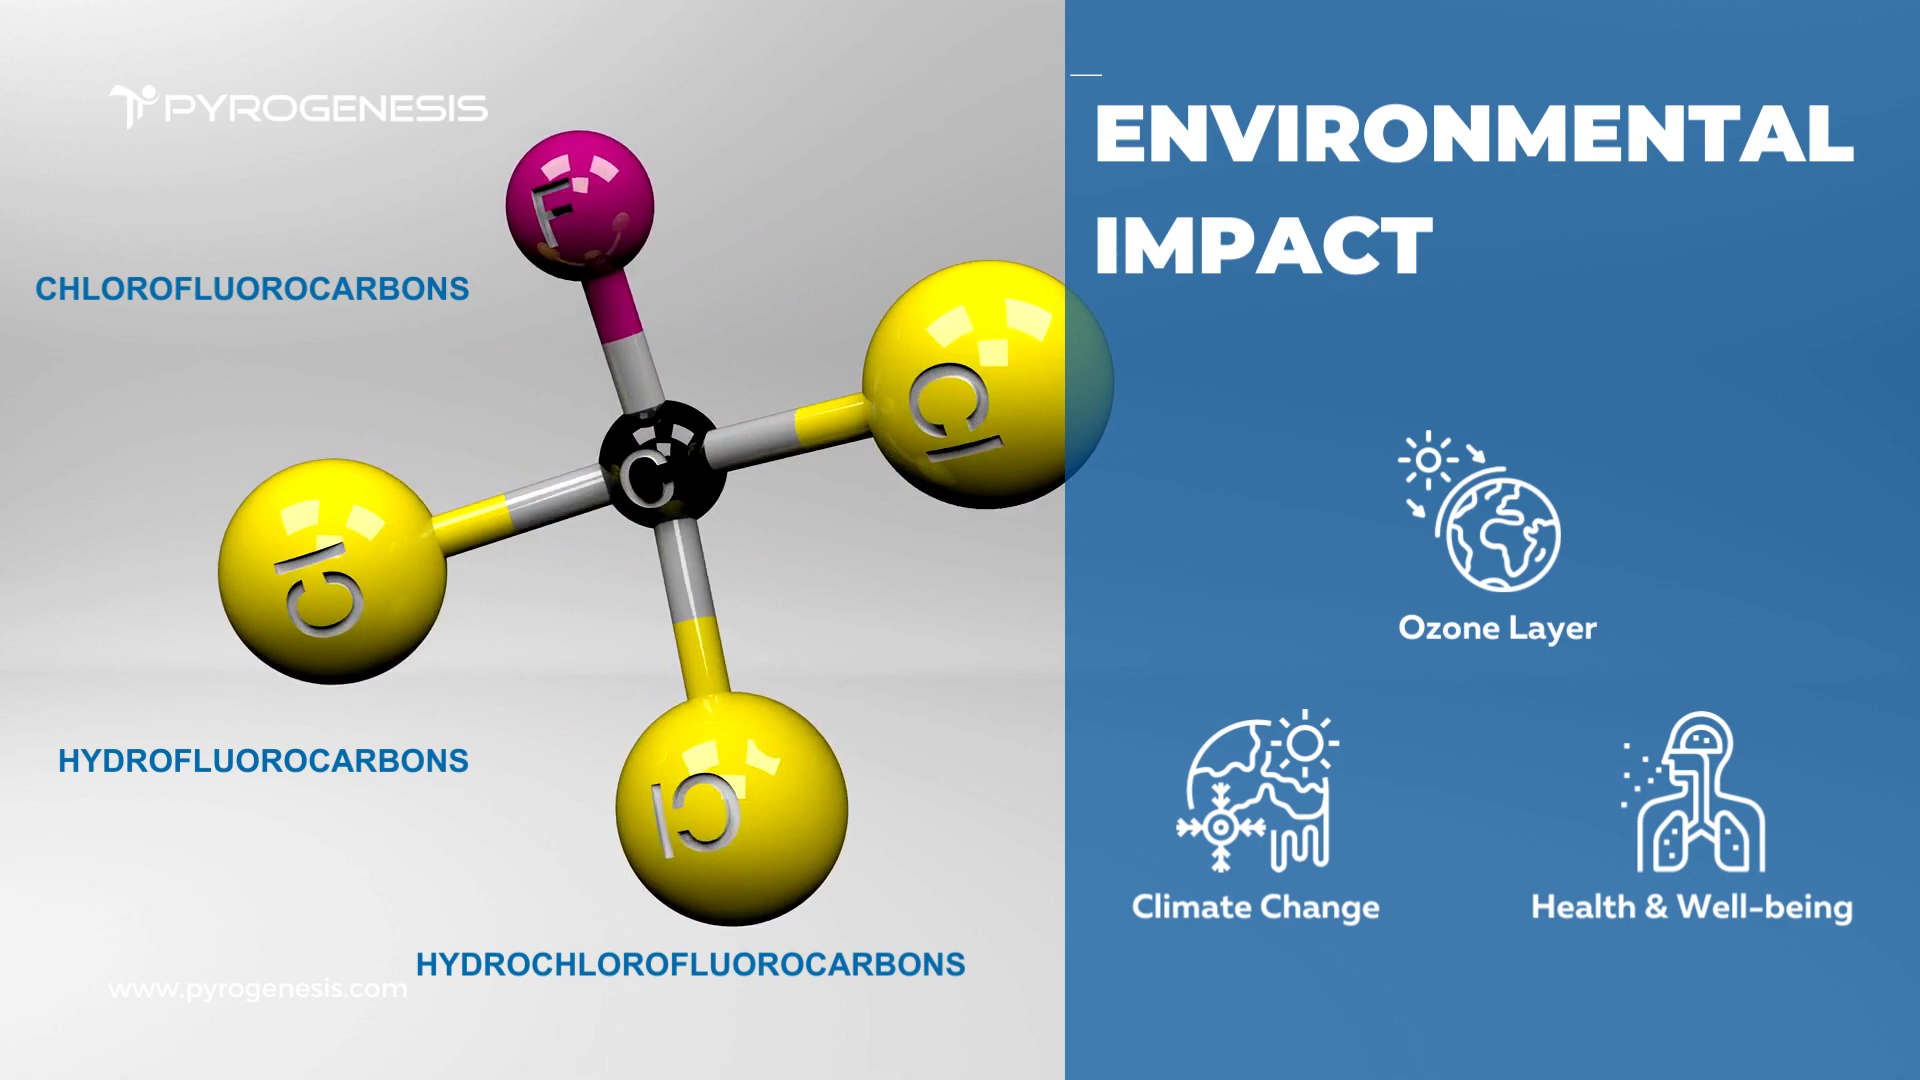 PYROGENESIS
CHLOROFLUOROCARBONS
F
Cl
C
Cl
Cl
HYDROFLUOROCARBONS
HYDROCHLOROFLUOROCARBONS
www.pyrogenesis.com
ENVIRONMENTAL
IMPACT
Ozone Layer
Climate Change
Health & Well-being